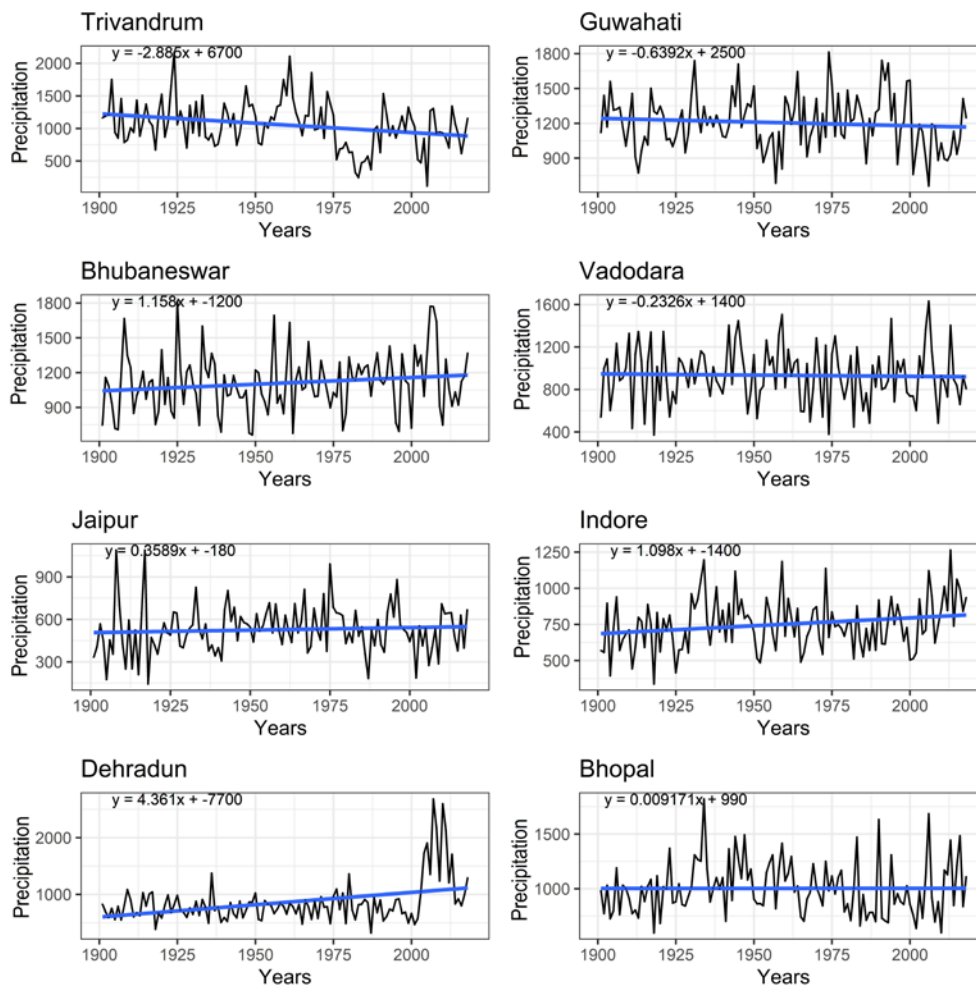 Trivandrum
y = -2.885x + 6700
Precipitation
2000
1500
1000
500
1900 1925 1950 1975 2000
Years
Guwahati
y = -0.6392x + 2500
Precipitation
1800
1500
1200
900
1900 1925 1950 1975 2000
Years
Bhubaneswar
y = 1.158x + -1200
Precipitation
1800
1500
1200
900
1900 1925 1950 1975 2000
Years
Vadodara
y = -0.2326x + 1400
Precipitation
1600
1200
800
400
1900 1925 1950 1975 2000
Years
Jaipur
y = 0.3589x + -180
Precipitation
900
600
300
1900 1925 1950 1975 2000
Years
Indore
y = 1.098x + -1400
Precipitation
1250
1000
750
500
1900 1925 1950 1975 2000
Years
Dehradun
y = 4.361x + -7700
Precipitation
2000
1000
1900 1925 1950 1975 2000
Years
Bhopal
y = 0.009171x + 990
Precipitation
1500
1000
1900 1925 1950 1975 2000
Years